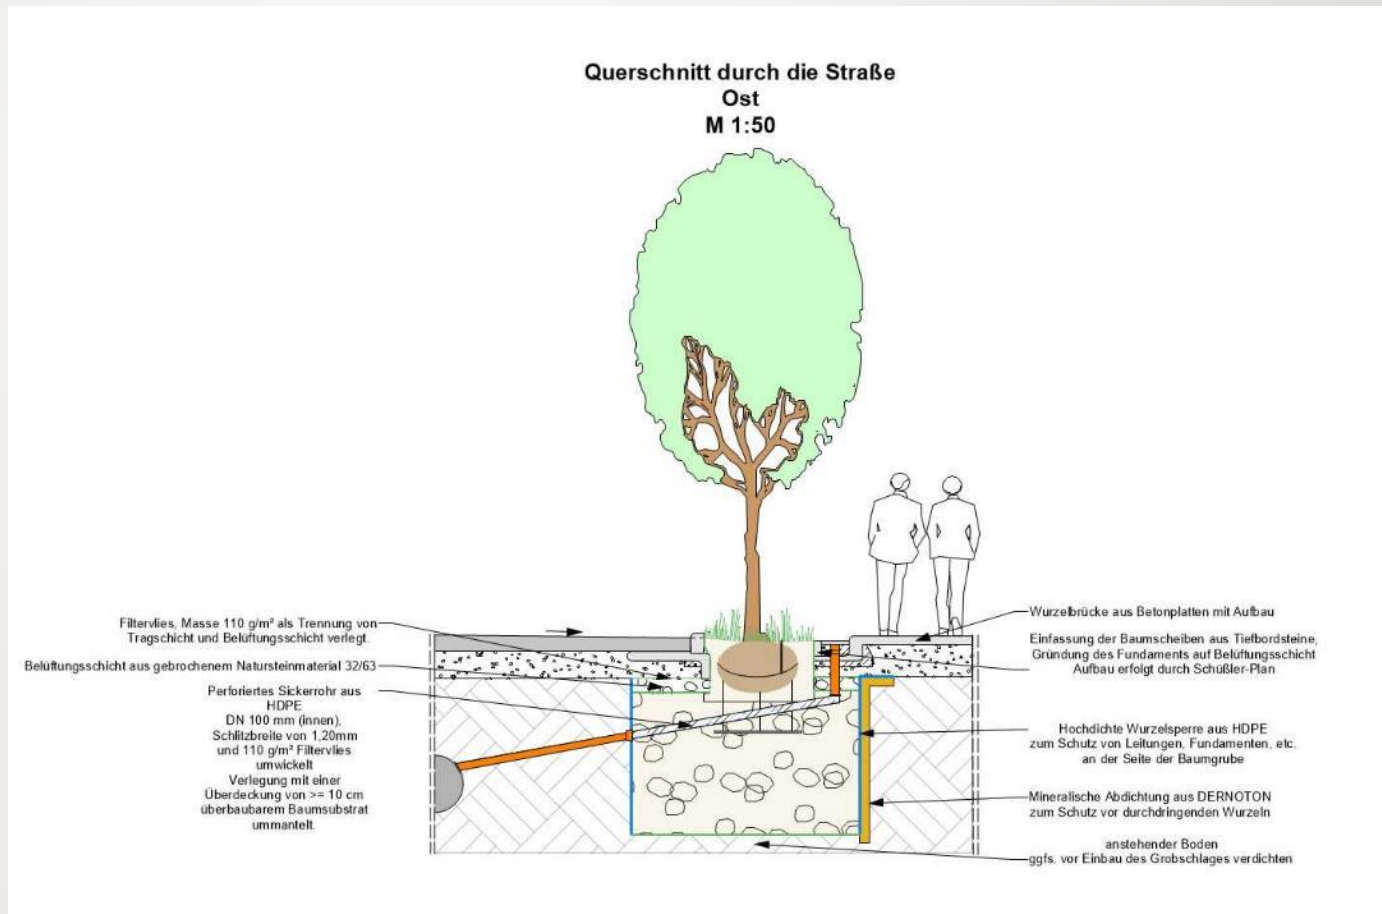 Querschnitt durch die Straße
Ost
M 1:50
Filtervlies, Masse 110 g/m² als Trennung von
Tragschicht und Belüftungsschicht verlegt.
Belüftungsschicht aus gebrochenem Natursteinmaterial 32/63
Perforiertes Sickerrohr aus
HDPE
DN 100 mm (innen),
Schlitzbreite von 1,20mm
und 110 g/m² Filtervlies
umwickelt
Verlegung mit einer
Überdeckung von >= 10 cm
überbaubarem Baumsubstrat
ummantelt.
Wurzelbrücke aus Betonplatten mit Aufbau
Einfassung der Baumscheiben aus Tiefbordsteine,
Gründung des Fundaments auf Belüftungsschicht
Aufbau erfolgt durch Schüßler-Plan
Hochdichte Wurzelsperre aus HDPE
zum Schutz von Leitungen, Fundamenten, etc.
an der Seite der Baumgrube
Mineralische Abdichtung aus DERNOTON
zum Schutz vor durchdringenden Wurzeln
anstehender Boden
ggfs. vor Einbau des Grobschlages verdichten